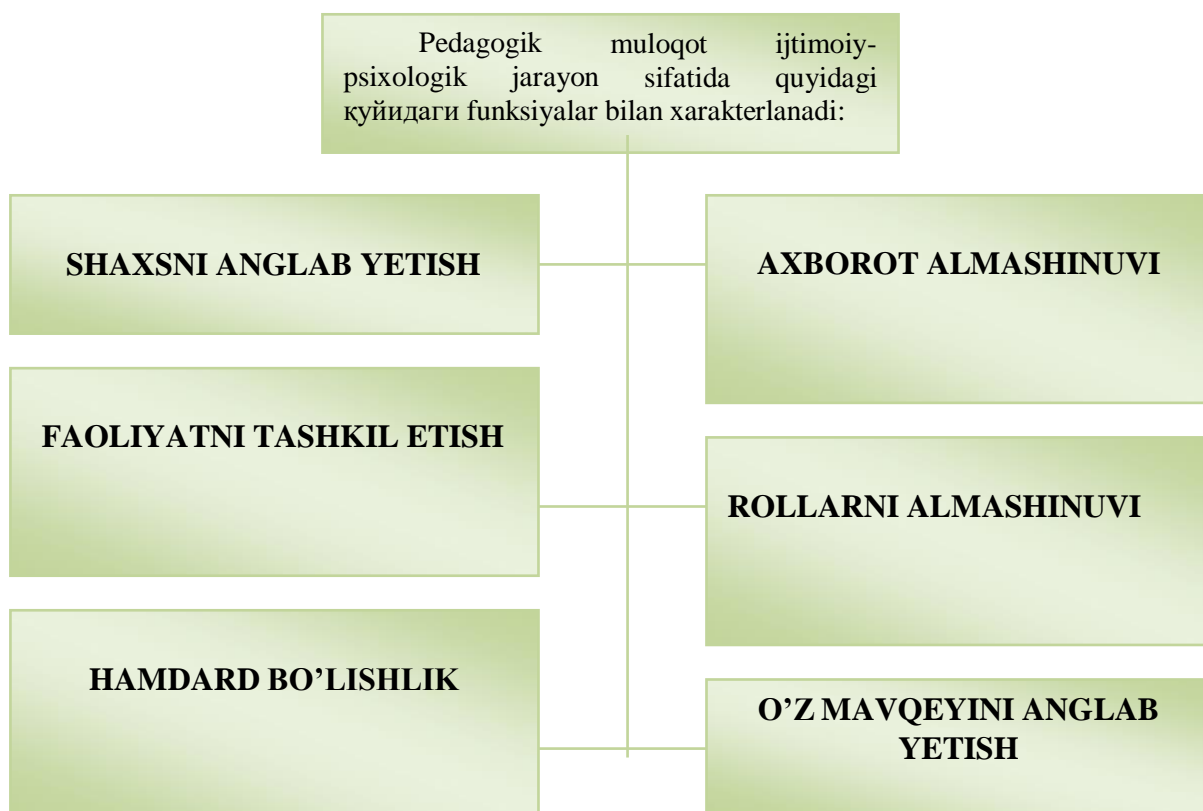 Pedagogik muloqot ijtimoiy-
psixologik jarayon sifatida quyidagi
қуйидаги funksiyalar bilan xarakterlanadi:
SHAXSNI ANGLAB YETISH
AXBOROT ALMASHINUVI
FAOLIYATNI TASHKIL ETISH
ROLLARNI ALMASHINUVI
HAMDARD BO’LISHLIK
O’Z MAVQEYINI ANGLAB
YETISH